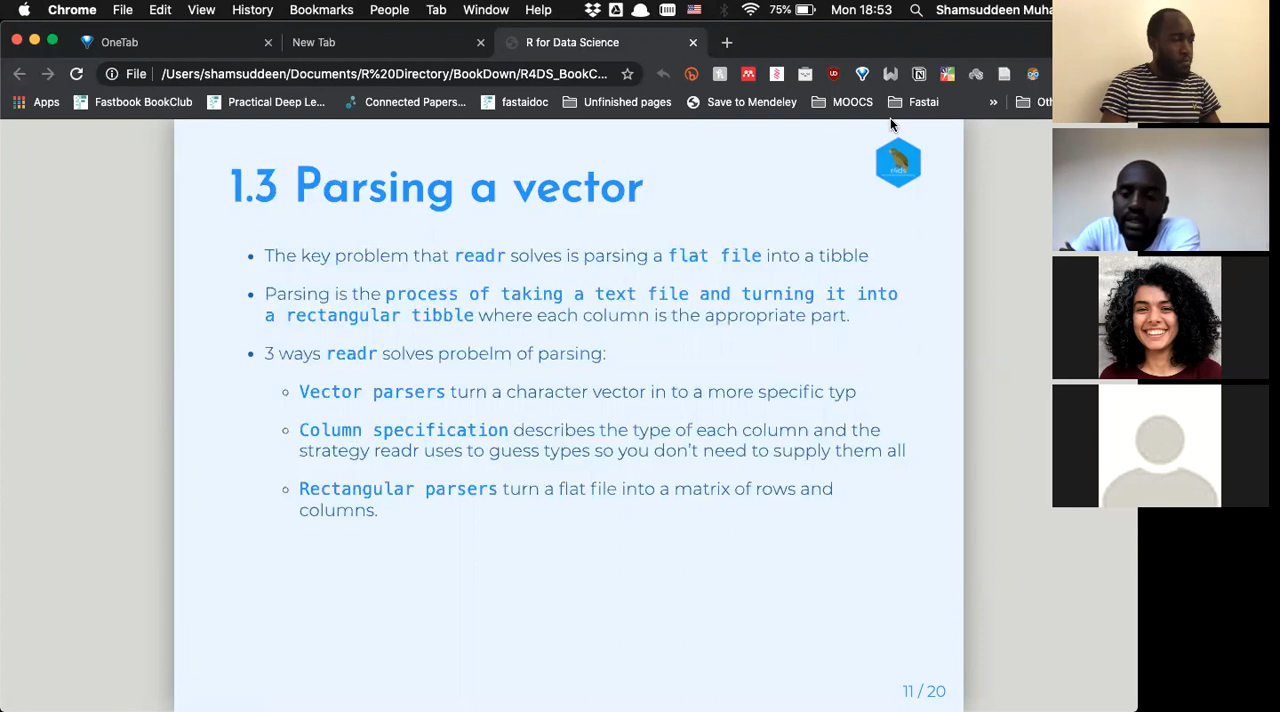 Chrome File Edit View History Bookmarks People Tab Window Help 75% Mon 18:53 Shamsuddeen Muha
OneTab New Tab R for Data Science
File /Users/shamsuddeen/Documents/R%20Directory/BookDown/R4DS_BookC...
Apps Fastbook BookClub Practical Deep Le... Connected Papers... fastaidoc Unfinished pages Save to Mendeley MOOCS Fastai » Oth
1.3 Parsing a vector
r4ds
• The key problem that readr solves is parsing a flat file into a tibble
• Parsing is the process of taking a text file and turning it into
a rectangular tibble where each column is the appropriate part.
• 3 ways readr solves probelm of parsing:
◦ Vector parsers turn a character vector in to a more specific typ
◦ Column specification describes the type of each column and the
strategy readr uses to guess types so you don't need to supply them all
◦ Rectangular parsers turn a flat file into a matrix of rows and
columns.
11 / 20